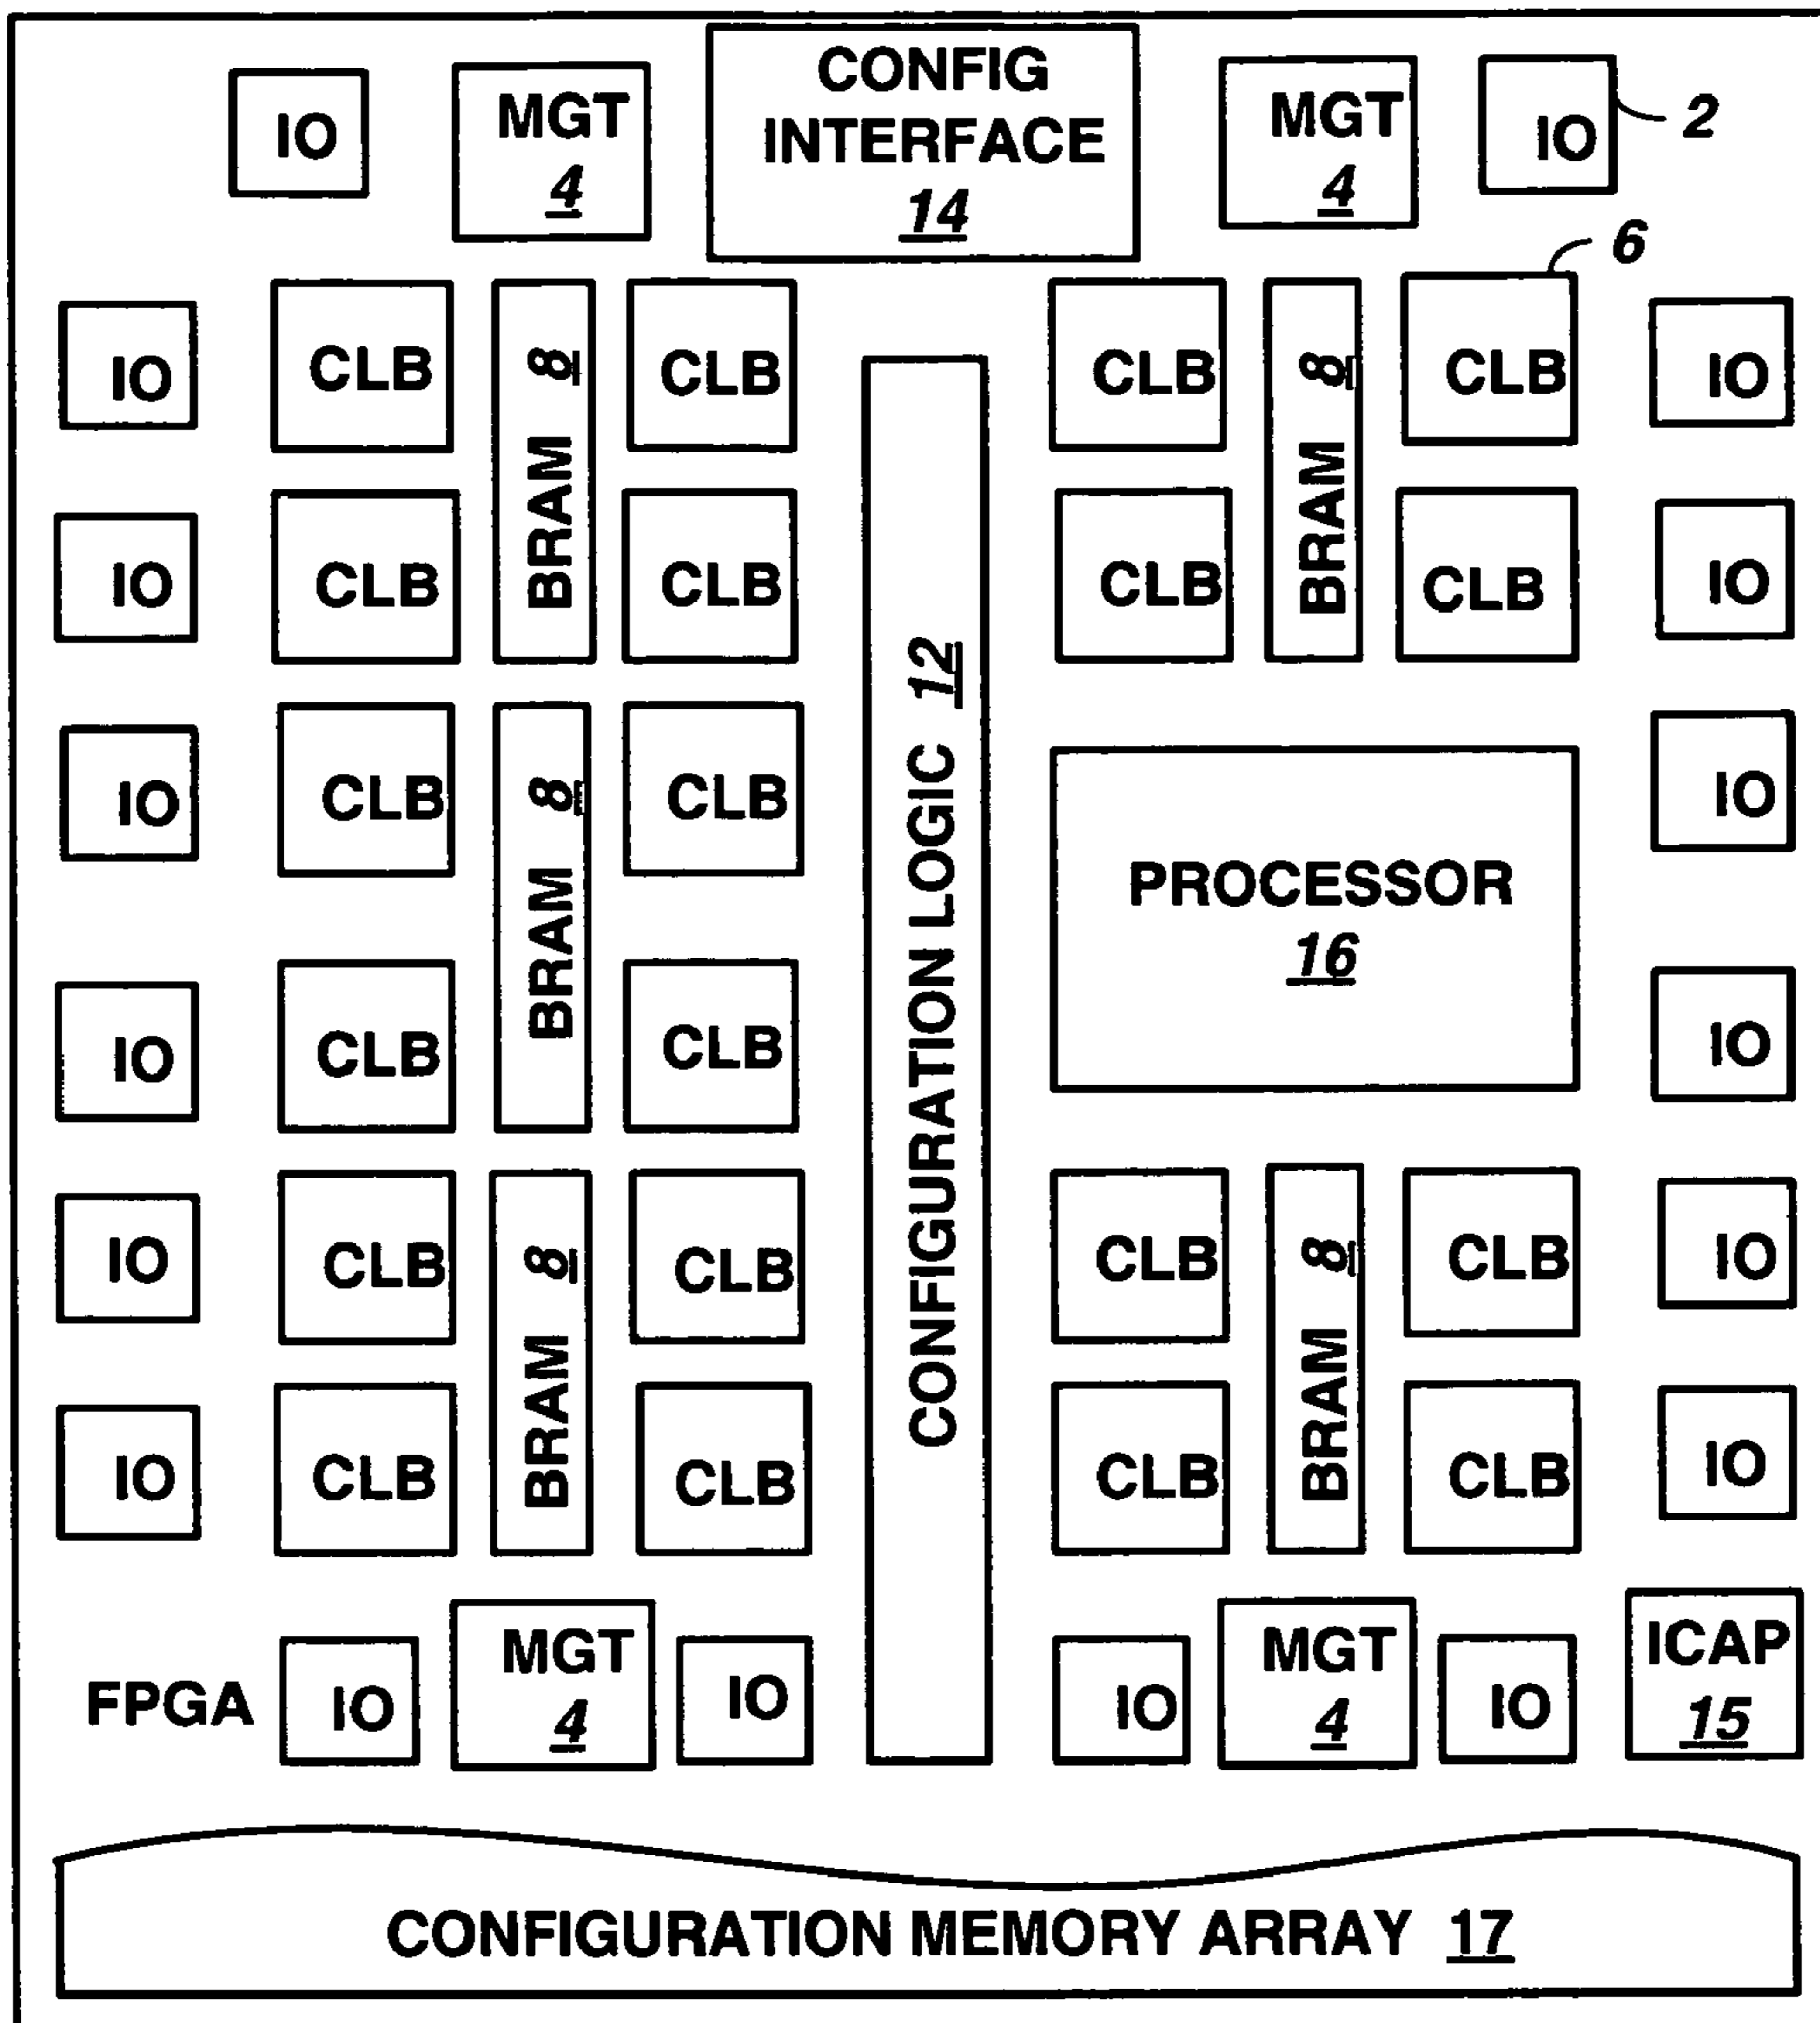 CONFIG
INTERFACE
14
IO
MGT
4
MGT
4
IO
2
6
IO
CLB
BRAM 8
CLB
CLB
BRAM 8
CLB
IO
IO
CLB
CLB
CLB
CLB
IO
CONFIGURATION LOGIC 12
IO
CLB
BRAM 8
CLB
PROCESSOR
16
IO
IO
CLB
CLB
IO
IO
CLB
BRAM 8
CLB
CLB
BRAM 8
CLB
IO
IO
CLB
CLB
CLB
CLB
IO
FPGA
IO
MGT
4
IO
IO
MGT
4
IO
ICAP
15
CONFIGURATION MEMORY ARRAY 17